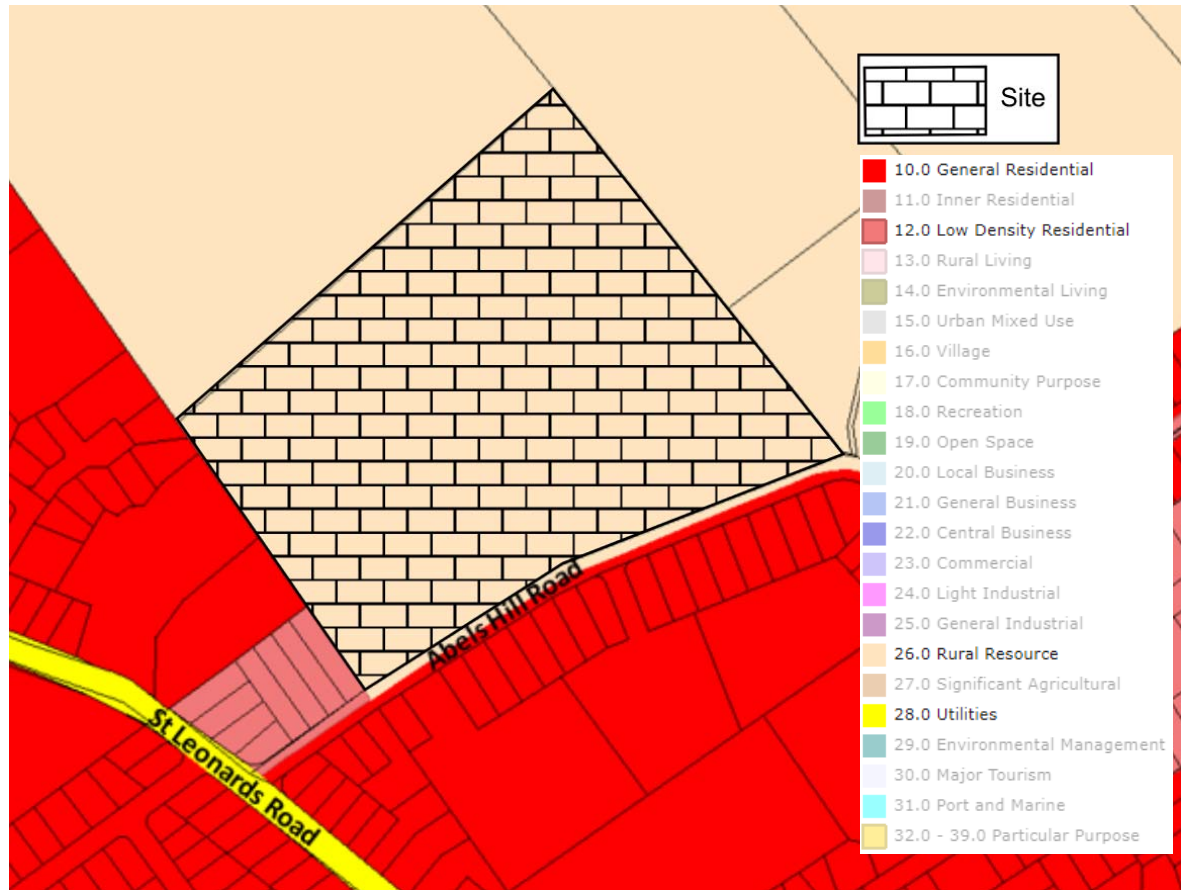 Site
10.0 General Residential
11.0 Inner Residential
12.0 Low Density Residential
13.0 Rural Living
14.0 Environmental Living
15.0 Urban Mixed Use
16.0 Village
17.0 Community Purpose
18.0 Recreation
19.0 Open Space
20.0 Local Business
21.0 General Business
22.0 Central Business
23.0 Commercial
24.0 Light Industrial
25.0 General Industrial
26.0 Rural Resource
27.0 Significant Agricultural
28.0 Utilities
29.0 Environmental Management
30.0 Major Tourism
31.0 Port and Marine
32.0 - 39.0 Particular Purpose
Abels Hill Road
St Leonards Road